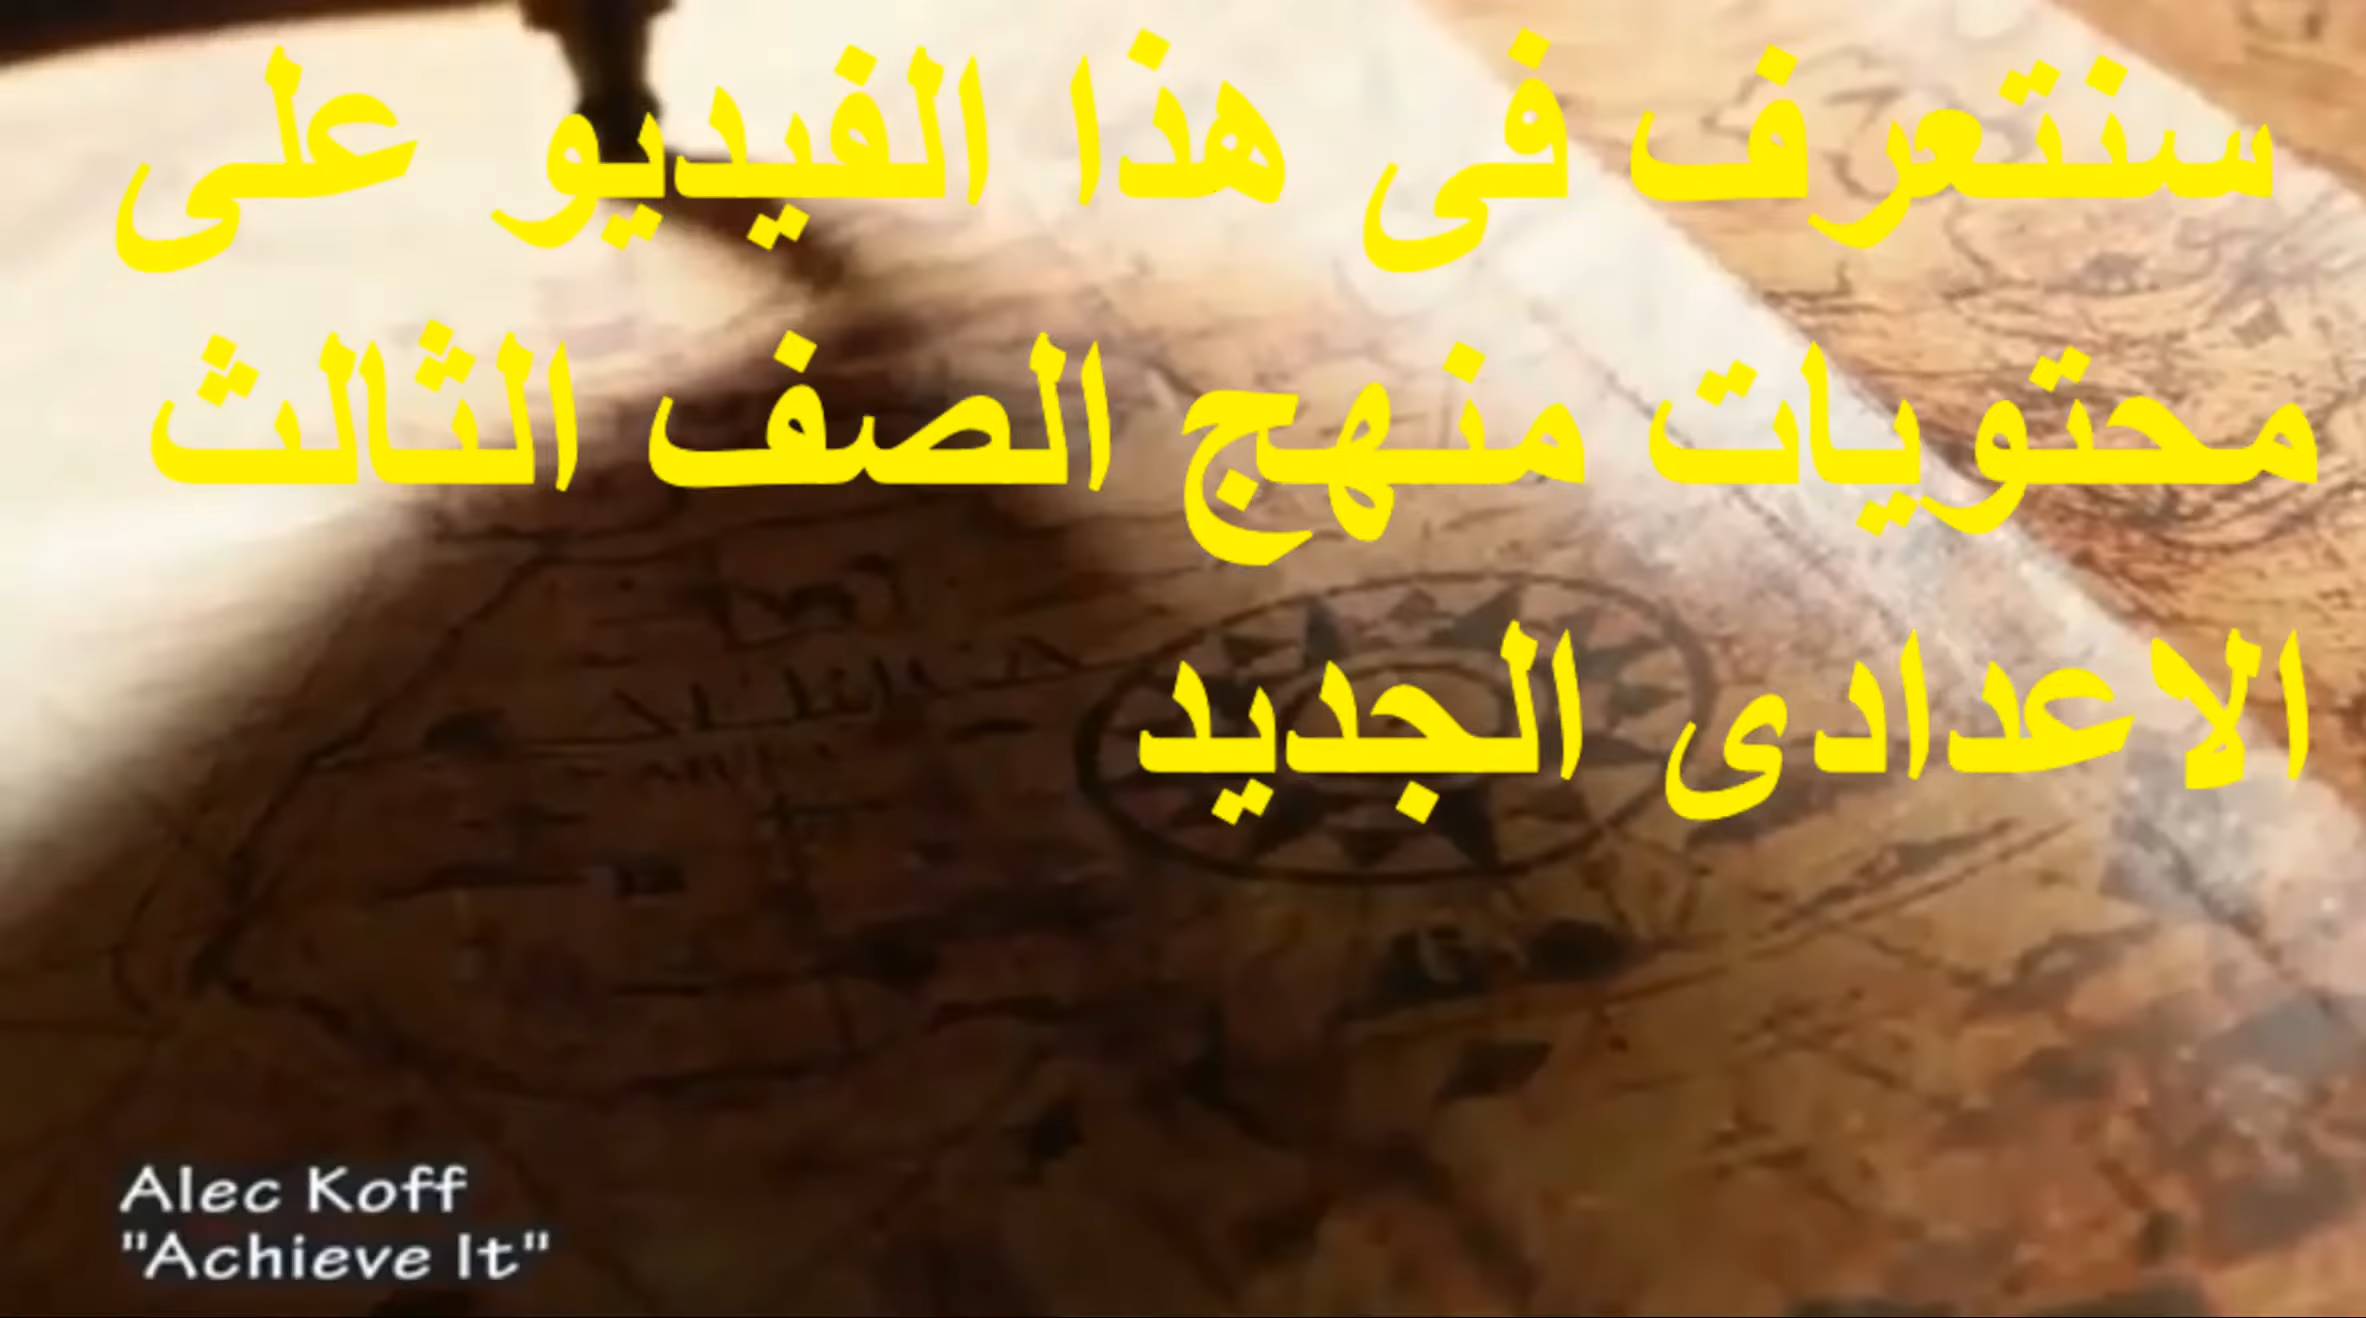 سنتعرف فى هذا الفيديو على
محتويات منهج الصف الثالث
الاعدادى الجديد
Alec Koff
"Achieve It"